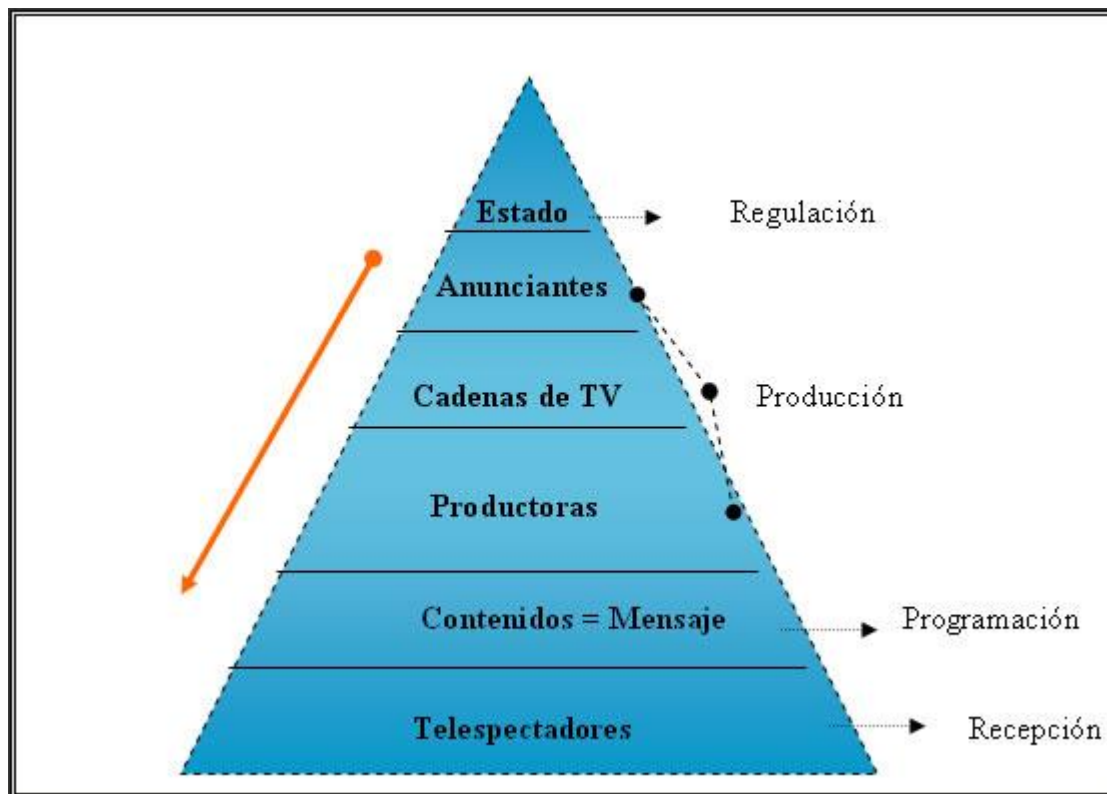 Estado
Regulación
Anunciantes
Cadenas de TV
Producción
Productoras
Contenidos = Mensaje
Programación
Telespectadores
Recepción